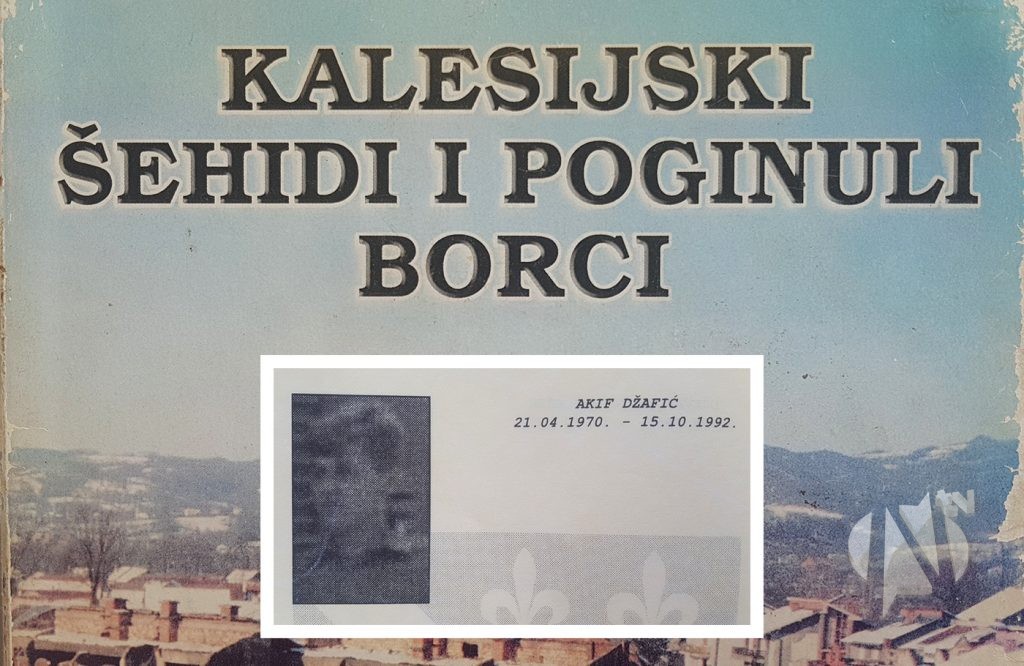 KALESIJSKI
ŠEHIDI I POGINULI
BORCI
AKIF DŽAFIĆ
21.04.1970. - 15.10.1992.